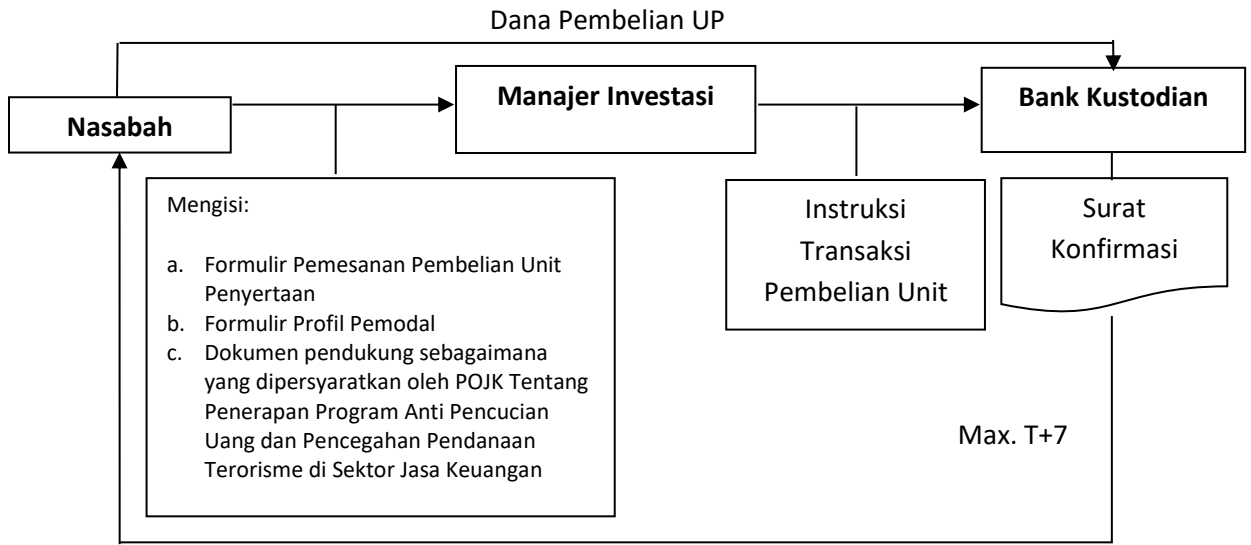 Dana Pembelian UP
Nasabah
Manajer Investasi
Bank Kustodian
Mengisi:
a. Formulir Pemesanan Pembelian Unit
Penyertaan
b. Formulir Profil Pemodal
c. Dokumen pendukung sebagaimana
yang dipersyaratkan oleh POJK Tentang
Penerapan Program Anti Pencucian
Uang dan Pencegahan Pendanaan
Terorisme di Sektor Jasa Keuangan
Instruksi
Transaksi
Pembelian Unit
Surat
Konfirmasi
Max. T+7